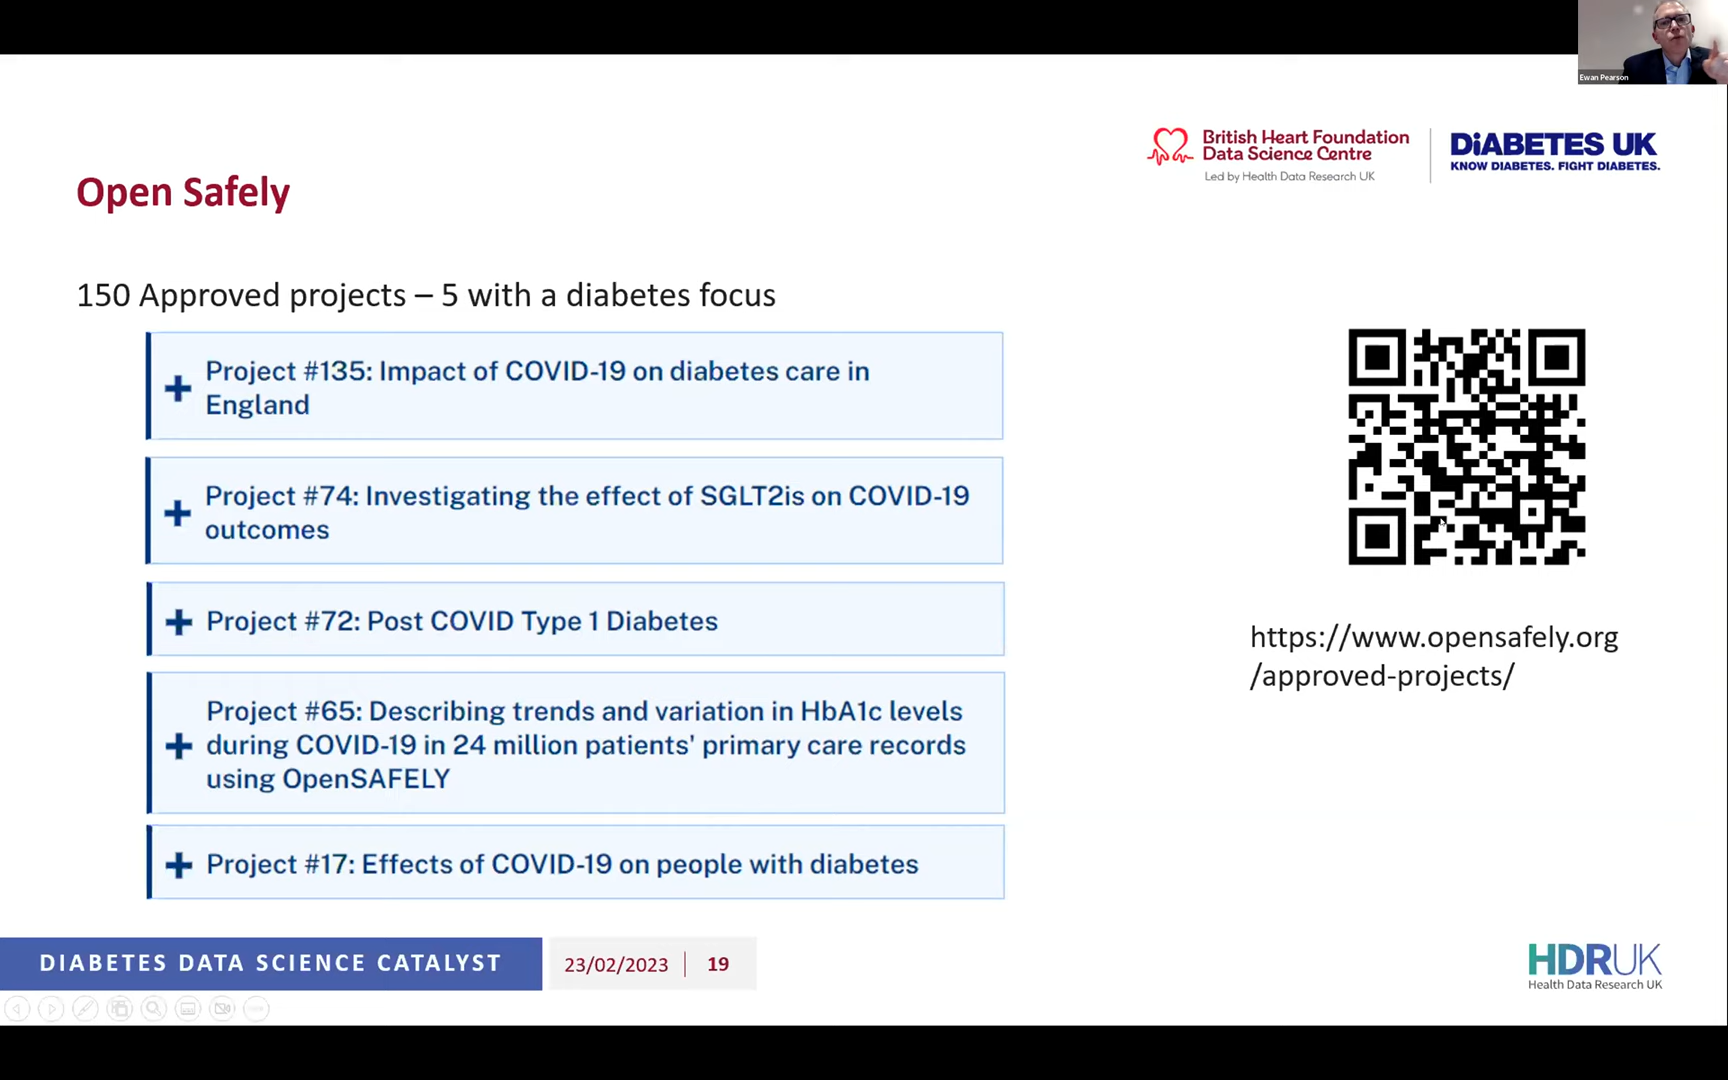 Ewan Pearson
British Heart Foundation
Data Science Centre
Led by Health Data Research UK
DiABETES UK
KNOW DIABETES. FIGHT DIABETES.
Open Safely
150 Approved projects – 5 with a diabetes focus
Project #135: Impact of COVID-19 on diabetes care in
England
Project #74: Investigating the effect of SGLT2is on COVID-19
outcomes
Project #72: Post COVID Type 1 Diabetes
Project #65: Describing trends and variation in HbA1c levels
during COVID-19 in 24 million patients' primary care records
using OpenSAFELY
Project #17: Effects of COVID-19 on people with diabetes
https://www.opensafely.org
/approved-projects/
DIABETES DATA SCIENCE CATALYST
23/02/2023 | 19
HDRUK
Health Data Research UK